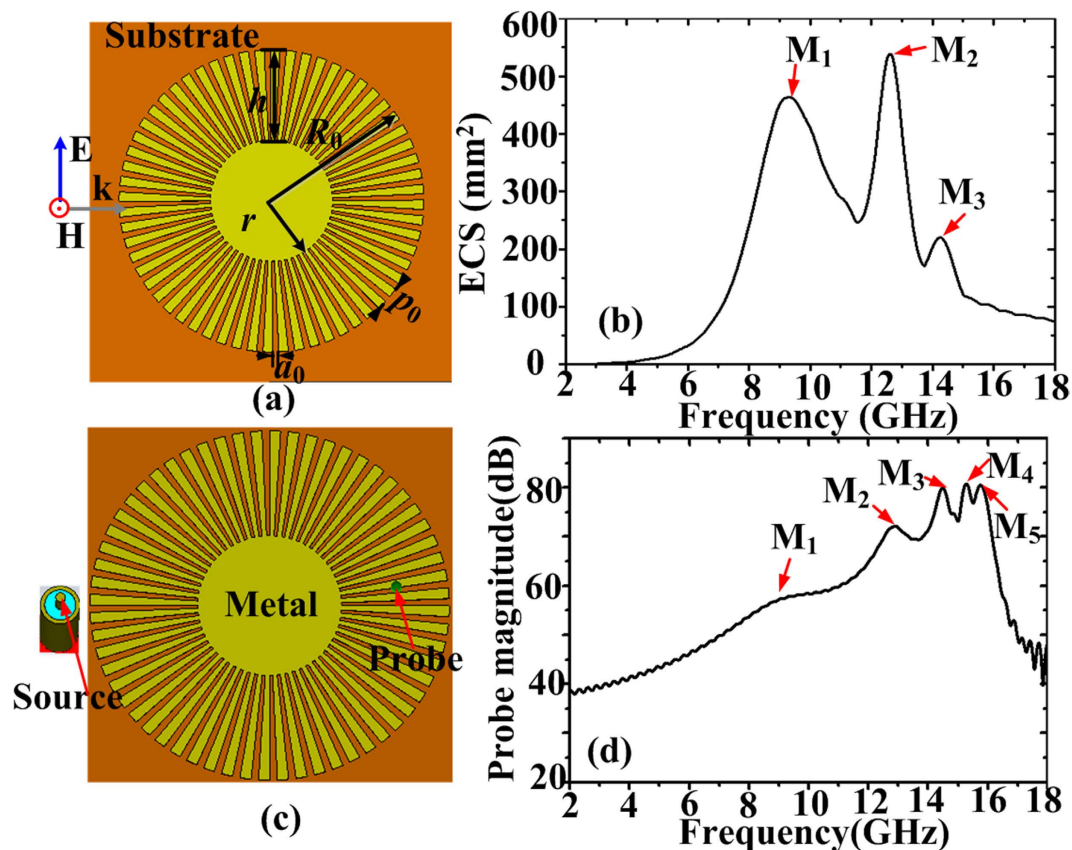 Substrate
h
R₀
E
k
H
r
p₀
a₀
(a)
ECS (mm²)
600
500
400
300
200
100
0
M₁
M₂
M₃
(b)
2 4 6 8 10 12 14 16 18
Frequency (GHz)
Metal
Probe
Source
(c)
Probe magnitude(dB)
80
60
40
20
M₁
M₂
M₃
M₄
M₅
(d)
2 4 6 8 10 12 14 16 18
Frequency(GHz)